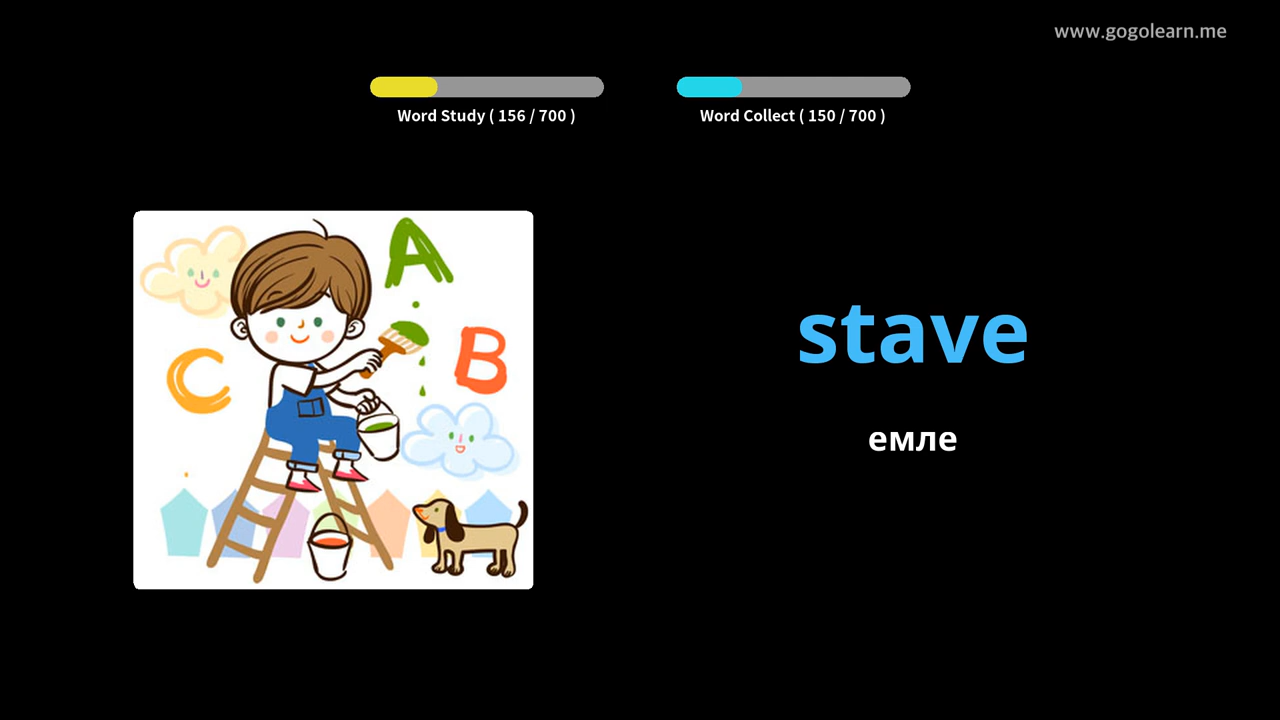 www.gogolearn.me
Word Study ( 156 / 700 )
Word Collect ( 150 / 700 )
A
B
C
stave
емле